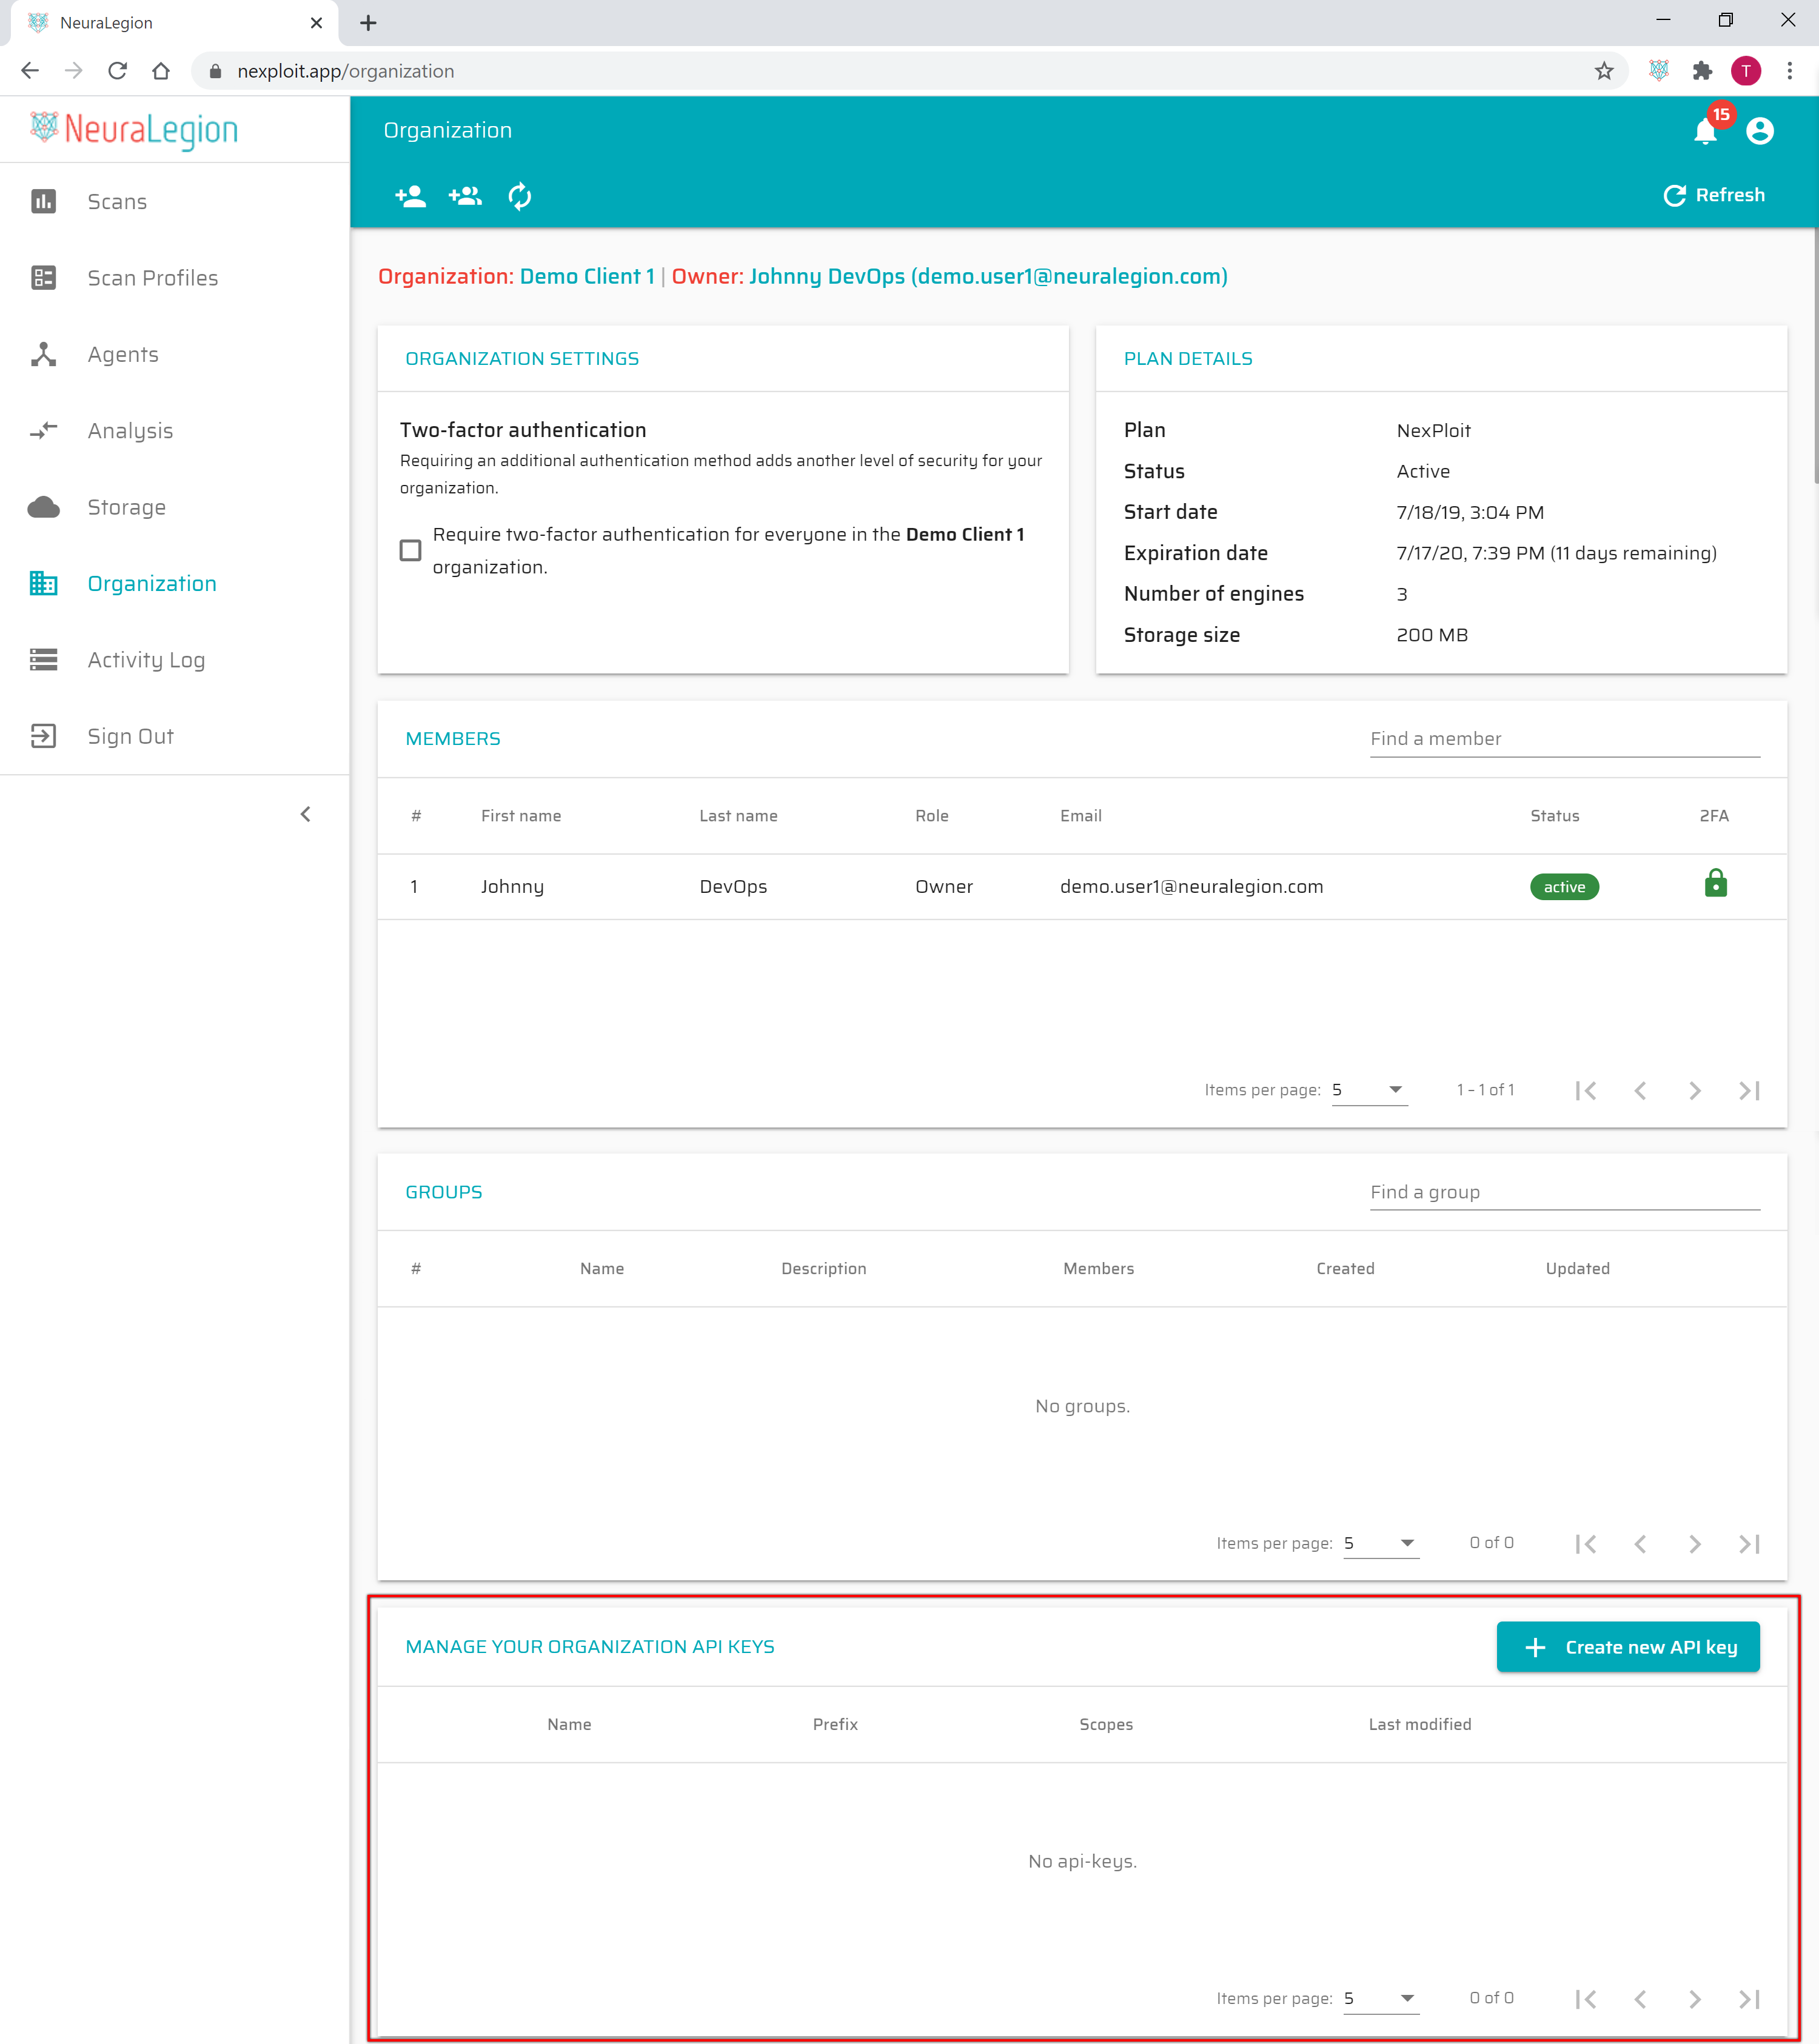 NeuraLegion
nexploit.app/organization
T
NeuraLegion
Organization
15
Refresh
Scans
Scan Profiles
Agents
Analysis
Storage
Organization
Activity Log
Sign Out
Organization: Demo Client 1 | Owner: Johnny DevOps (demo.user1@neuralegion.com)
ORGANIZATION SETTINGS
Two-factor authentication
Requiring an additional authentication method adds another level of security for your
organization.
Require two-factor authentication for everyone in the Demo Client 1
organization.
PLAN DETAILS
Plan NexPloit
Status Active
Start date 7/18/19, 3:04 PM
Expiration date 7/17/20, 7:39 PM (11 days remaining)
Number of engines 3
Storage size 200 MB
MEMBERS Find a member
# First name Last name Role Email Status 2FA
1 Johnny DevOps Owner demo.user1@neuralegion.com active
Items per page: 5 1 – 1 of 1
GROUPS Find a group
# Name Description Members Created Updated
No groups.
Items per page: 5 0 of 0
MANAGE YOUR ORGANIZATION API KEYS Create new API key
Name Prefix Scopes Last modified
No api-keys.
Items per page: 5 0 of 0